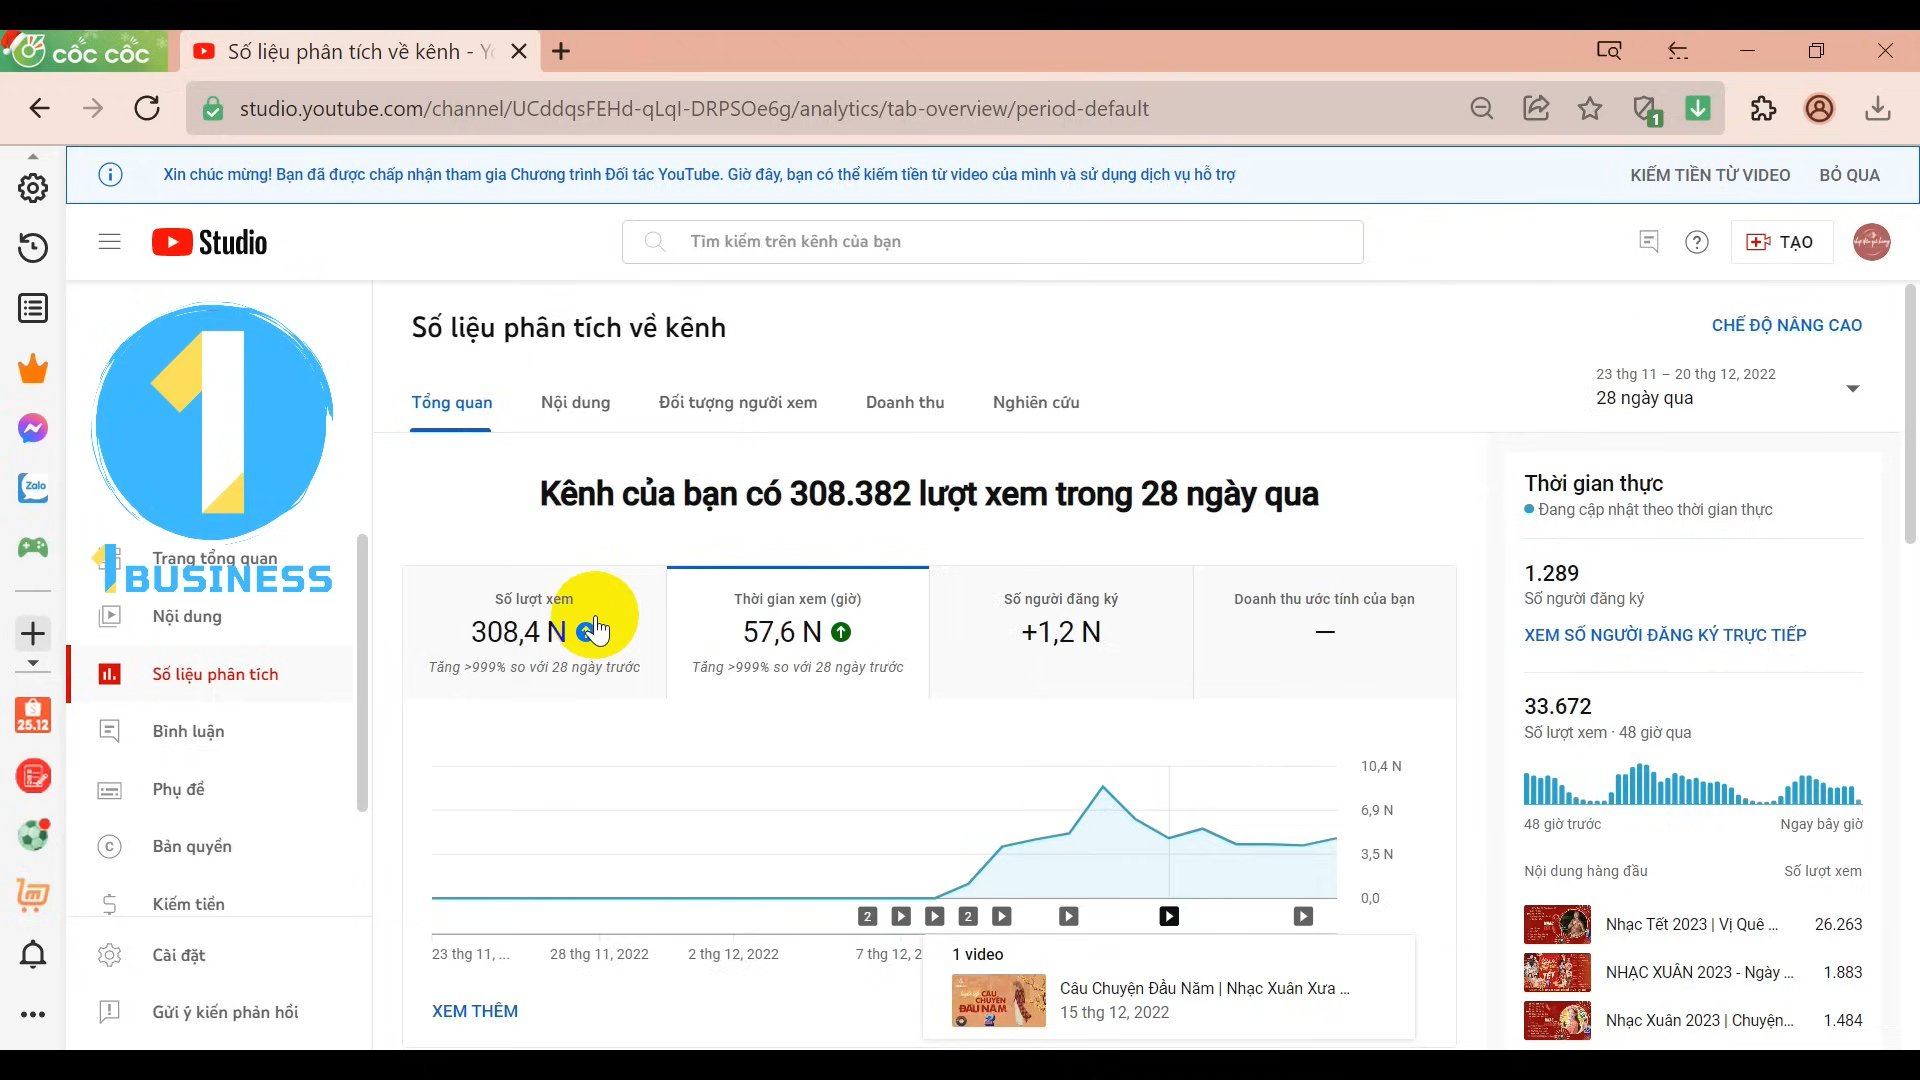 cốc cốc
Số liệu phân tích về kênh - Yo
studio.youtube.com/channel/UCddqsFEHd-qLqI-DRPSOe6g/analytics/tab-overview/period-default
1
Xin chúc mừng! Bạn đã được chấp nhận tham gia Chương trình Đối tác YouTube. Giờ đây, bạn có thể kiếm tiền từ video của mình và sử dụng dịch vụ hỗ trợ
KIẾM TIỀN TỪ VIDEO
BỎ QUA
Studio
Tìm kiếm trên kênh của bạn
TẠO
Số liệu phân tích về kênh
CHẾ ĐỘ NÂNG CAO
Tổng quan
Nội dung
Đối tượng người xem
Doanh thu
Nghiên cứu
23 thg 11 – 20 thg 12, 2022
28 ngày qua
1
1BUSINESS
Zalo
25.12
Trang tổng quan
Nội dung
Số liệu phân tích
Bình luận
Phụ đề
Bản quyền
Kiếm tiền
Cài đặt
Gửi ý kiến phản hồi
Kênh của bạn có 308.382 lượt xem trong 28 ngày qua
Số lượt xem
308,4 N
Tăng >999% so với 28 ngày trước
Thời gian xem (giờ)
57,6 N
Tăng >999% so với 28 ngày trước
Số người đăng ký
+1,2 N
Doanh thu ước tính của bạn
—
10,4 N
6,9 N
3,5 N
0,0
2
2
23 thg 11, ...
28 thg 11, 2022
2 thg 12, 2022
7 thg 12, 2
1 video
CÂU CHUYỆN
ĐẦU NĂM
Câu Chuyện Đầu Năm | Nhạc Xuân Xưa ...
15 thg 12, 2022
XEM THÊM
Thời gian thực
Đang cập nhật theo thời gian thực
1.289
Số người đăng ký
XEM SỐ NGƯỜI ĐĂNG KÝ TRỰC TIẾP
33.672
Số lượt xem · 48 giờ qua
48 giờ trước
Ngay bây giờ
Nội dung hàng đầu
Số lượt xem
Nhạc Tết 2023 | Vị Quê ...
26.263
NHẠC XUÂN 2023 - Ngày ...
1.883
Nhạc Xuân 2023 | Chuyện...
1.484